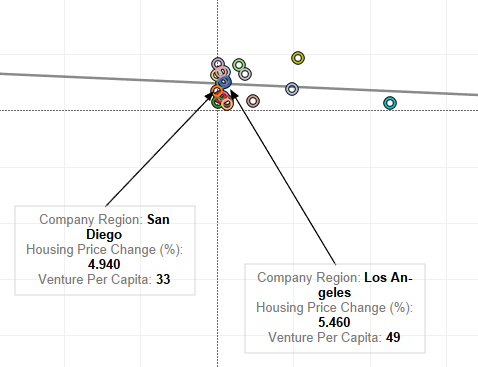 Company Region: San
Diego
Housing Price Change (%):
4.940
Venture Per Capita: 33
Company Region: Los An-
geles
Housing Price Change (%):
5.460
Venture Per Capita: 49